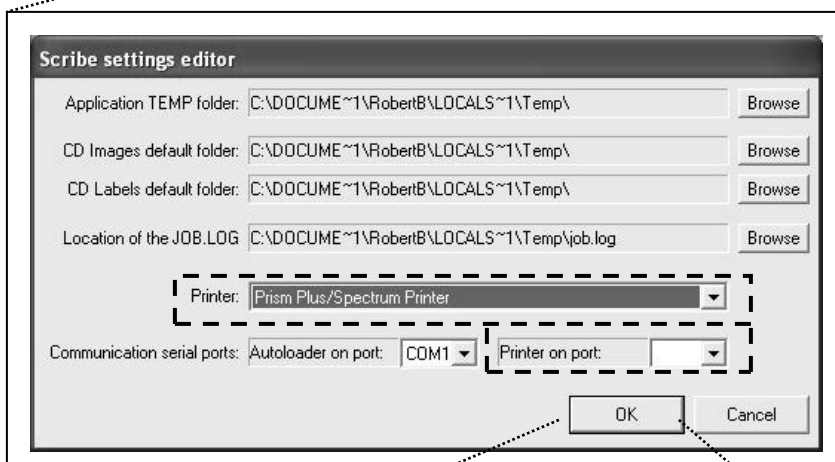 Scribe settings editor
Application TEMP folder: C:\DOCUME~1\RobertB\LOCALS~1\Temp\ Browse
CD Images default folder: C:\DOCUME~1\RobertB\LOCALS~1\Temp\ Browse
CD Labels default folder: C:\DOCUME~1\RobertB\LOCALS~1\Temp\ Browse
Location of the JOB.LOG C:\DOCUME~1\RobertB\LOCALS~1\Temp\job.log Browse
Printer: Prism Plus/Spectrum Printer
Communication serial ports: Autoloader on port: COM1 Printer on port:
OK Cancel